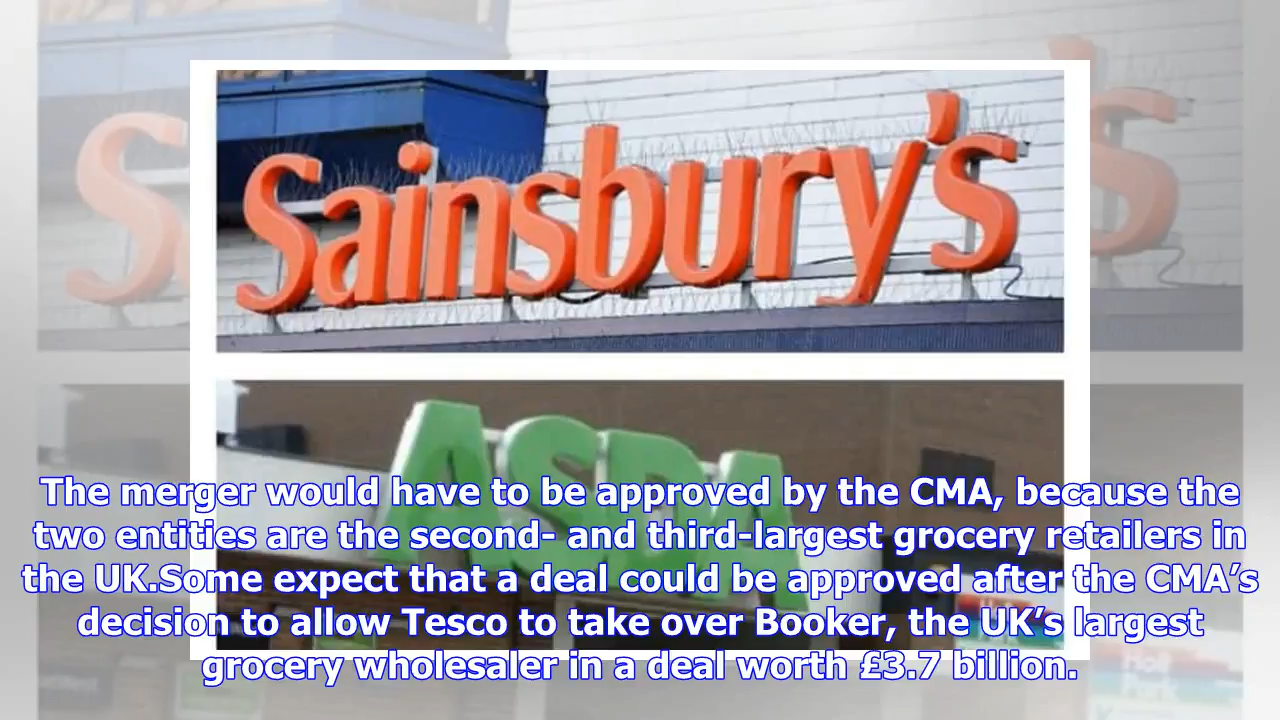 Sainsbury's
ASDA
The merger would have to be approved by the CMA, because the
two entities are the second- and third-largest grocery retailers in
the UK.Some expect that a deal could be approved after the CMA’s
decision to allow Tesco to take over Booker, the UK’s largest
grocery wholesaler in a deal worth £3.7 billion.